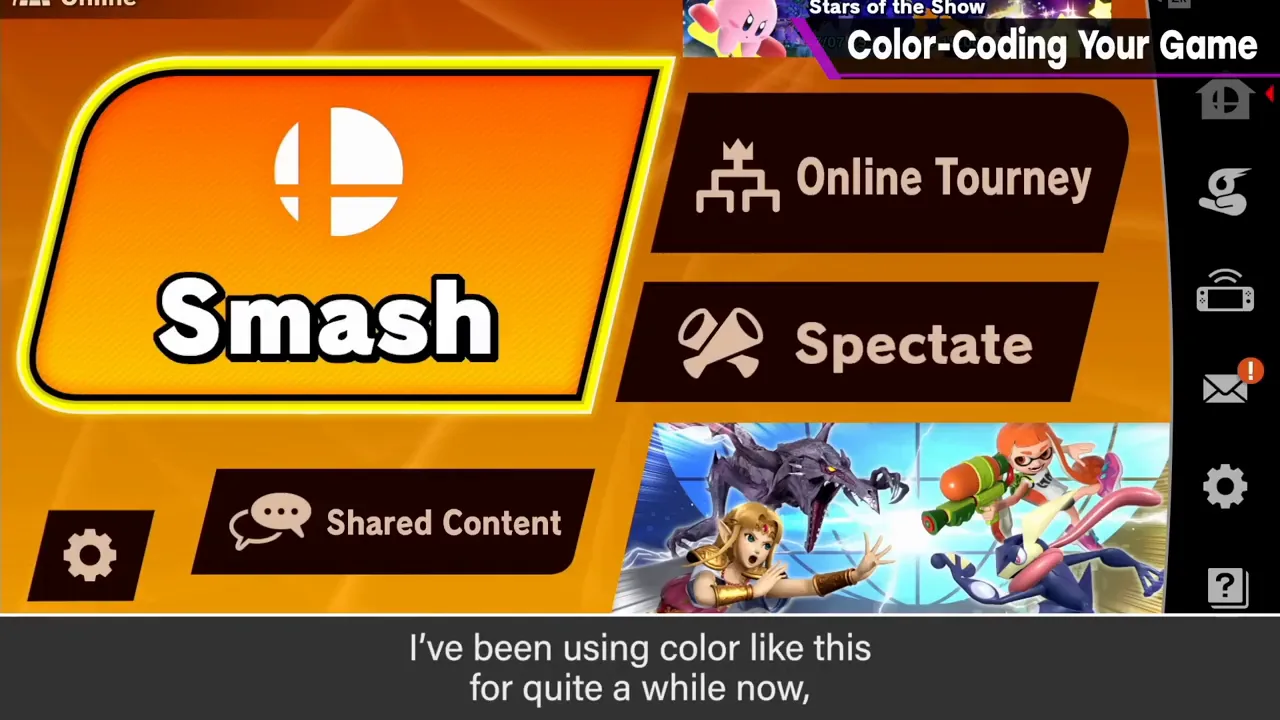 Online
Stars of the Show
Color-Coding Your Game
Online Tourney
Smash
Spectate
Shared Content
I've been using color like this
for quite a while now,